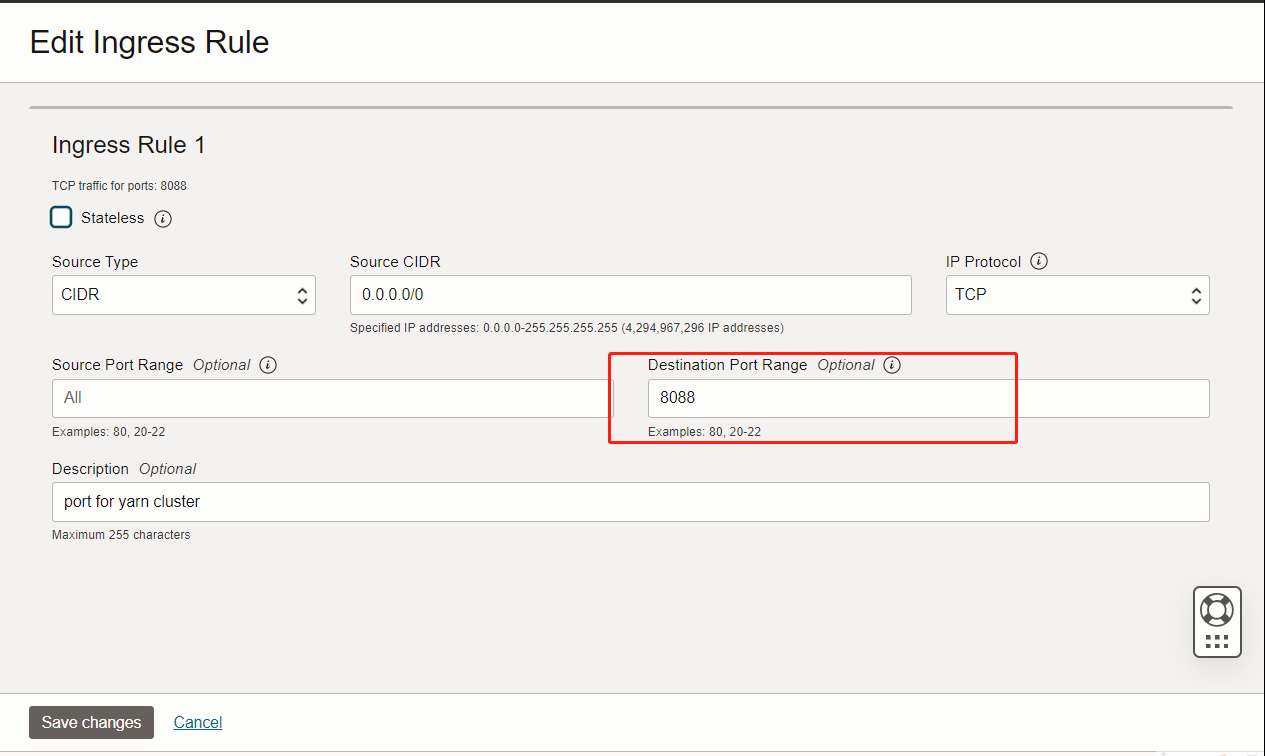 Edit Ingress Rule
Ingress Rule 1
TCP traffic for ports: 8088
Stateless
Source Type
Source CIDR
IP Protocol
CIDR
0.0.0.0/0
TCP
Specified IP addresses: 0.0.0.0-255.255.255.255 (4,294,967,296 IP addresses)
Source Port Range Optional
Destination Port Range Optional
All
8088
Examples: 80, 20-22
Examples: 80, 20-22
Description Optional
port for yarn cluster
Maximum 255 characters
Save changes
Cancel